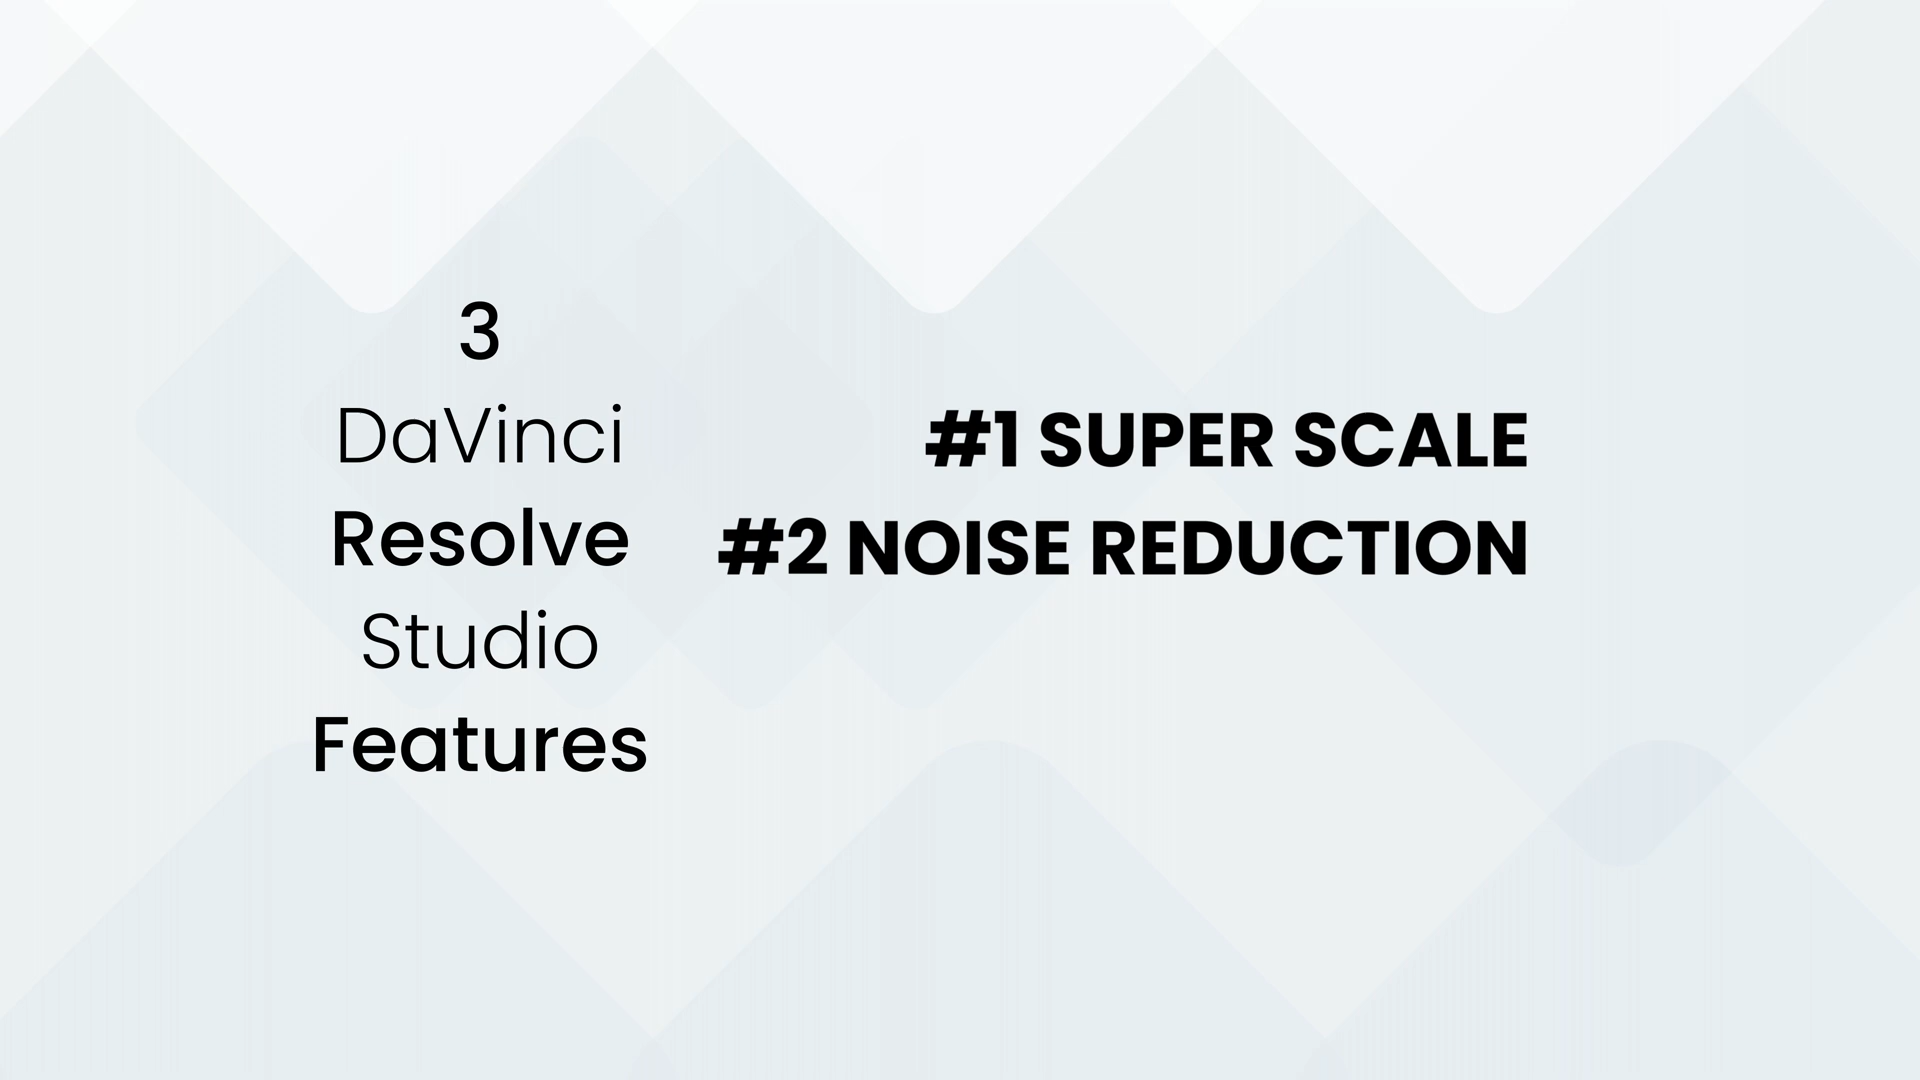 3
DaVinci
Resolve
Studio
Features
#1 SUPER SCALE
#2 NOISE REDUCTION